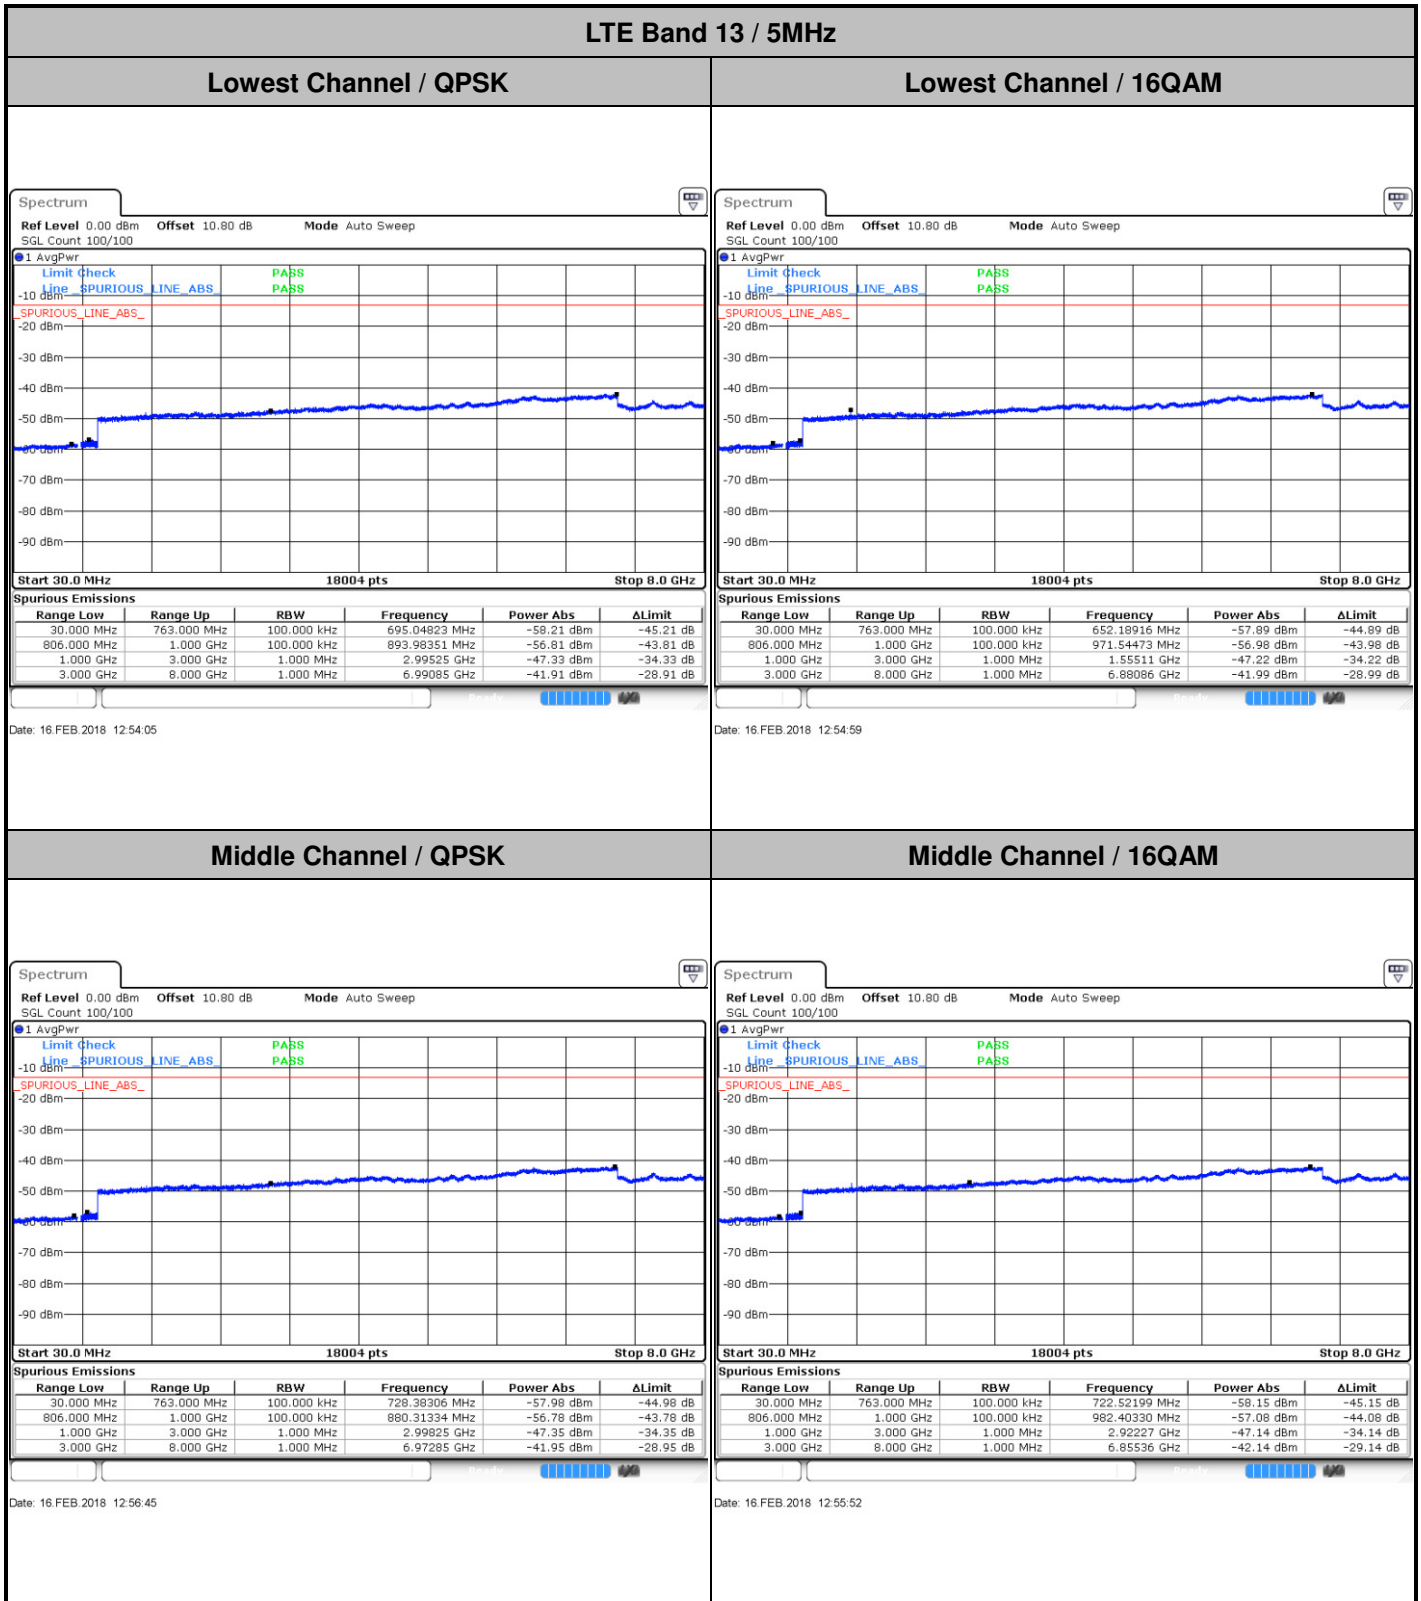 LTE Band 13 / 5MHz
Lowest Channel / QPSK
Lowest Channel / 16QAM
Spectrum
Ref Level 0.00 dBm Offset 10.80 dB Mode Auto Sweep
SGL Count 100/100
1 AvgPwr
Limit Check PASS
Line _SPURIOUS_LINE_ABS_ PASS
-10 dBm
_SPURIOUS_LINE_ABS_
-20 dBm
-30 dBm
-40 dBm
-50 dBm
-60 dBm
-70 dBm
-80 dBm
-90 dBm
Start 30.0 MHz 18004 pts Stop 8.0 GHz
Spurious Emissions
Range Low Range Up RBW Frequency Power Abs ΔLimit
30.000 MHz 763.000 MHz 100.000 kHz 695.04823 MHz -58.21 dBm -45.21 dB
806.000 MHz 1.000 GHz 100.000 kHz 893.98351 MHz -56.81 dBm -43.81 dB
1.000 GHz 3.000 GHz 1.000 MHz 2.99525 GHz -47.33 dBm -34.33 dB
3.000 GHz 8.000 GHz 1.000 MHz 6.99085 GHz -41.91 dBm -28.91 dB
Ready
Date: 16.FEB.2018 12:54:05
Spectrum
Ref Level 0.00 dBm Offset 10.80 dB Mode Auto Sweep
SGL Count 100/100
1 AvgPwr
Limit Check PASS
Line _SPURIOUS_LINE_ABS_ PASS
-10 dBm
_SPURIOUS_LINE_ABS_
-20 dBm
-30 dBm
-40 dBm
-50 dBm
-60 dBm
-70 dBm
-80 dBm
-90 dBm
Start 30.0 MHz 18004 pts Stop 8.0 GHz
Spurious Emissions
Range Low Range Up RBW Frequency Power Abs ΔLimit
30.000 MHz 763.000 MHz 100.000 kHz 652.18916 MHz -57.89 dBm -44.89 dB
806.000 MHz 1.000 GHz 100.000 kHz 971.54473 MHz -56.98 dBm -43.98 dB
1.000 GHz 3.000 GHz 1.000 MHz 1.55511 GHz -47.22 dBm -34.22 dB
3.000 GHz 8.000 GHz 1.000 MHz 6.88086 GHz -41.99 dBm -28.99 dB
Ready
Date: 16.FEB.2018 12:54:59
Middle Channel / QPSK
Middle Channel / 16QAM
Spectrum
Ref Level 0.00 dBm Offset 10.80 dB Mode Auto Sweep
SGL Count 100/100
1 AvgPwr
Limit Check PASS
Line _SPURIOUS_LINE_ABS_ PASS
-10 dBm
_SPURIOUS_LINE_ABS_
-20 dBm
-30 dBm
-40 dBm
-50 dBm
-60 dBm
-70 dBm
-80 dBm
-90 dBm
Start 30.0 MHz 18004 pts Stop 8.0 GHz
Spurious Emissions
Range Low Range Up RBW Frequency Power Abs ΔLimit
30.000 MHz 763.000 MHz 100.000 kHz 728.38306 MHz -57.98 dBm -44.98 dB
806.000 MHz 1.000 GHz 100.000 kHz 880.31334 MHz -56.78 dBm -43.78 dB
1.000 GHz 3.000 GHz 1.000 MHz 2.99825 GHz -47.35 dBm -34.35 dB
3.000 GHz 8.000 GHz 1.000 MHz 6.97285 GHz -41.95 dBm -28.95 dB
Ready
Date: 16.FEB.2018 12:56:45
Spectrum
Ref Level 0.00 dBm Offset 10.80 dB Mode Auto Sweep
SGL Count 100/100
1 AvgPwr
Limit Check PASS
Line _SPURIOUS_LINE_ABS_ PASS
-10 dBm
_SPURIOUS_LINE_ABS_
-20 dBm
-30 dBm
-40 dBm
-50 dBm
-60 dBm
-70 dBm
-80 dBm
-90 dBm
Start 30.0 MHz 18004 pts Stop 8.0 GHz
Spurious Emissions
Range Low Range Up RBW Frequency Power Abs ΔLimit
30.000 MHz 763.000 MHz 100.000 kHz 722.52199 MHz -58.15 dBm -45.15 dB
806.000 MHz 1.000 GHz 100.000 kHz 982.40330 MHz -57.08 dBm -44.08 dB
1.000 GHz 3.000 GHz 1.000 MHz 2.92227 GHz -47.14 dBm -34.14 dB
3.000 GHz 8.000 GHz 1.000 MHz 6.85536 GHz -42.14 dBm -29.14 dB
Ready
Date: 16.FEB.2018 12:55:52